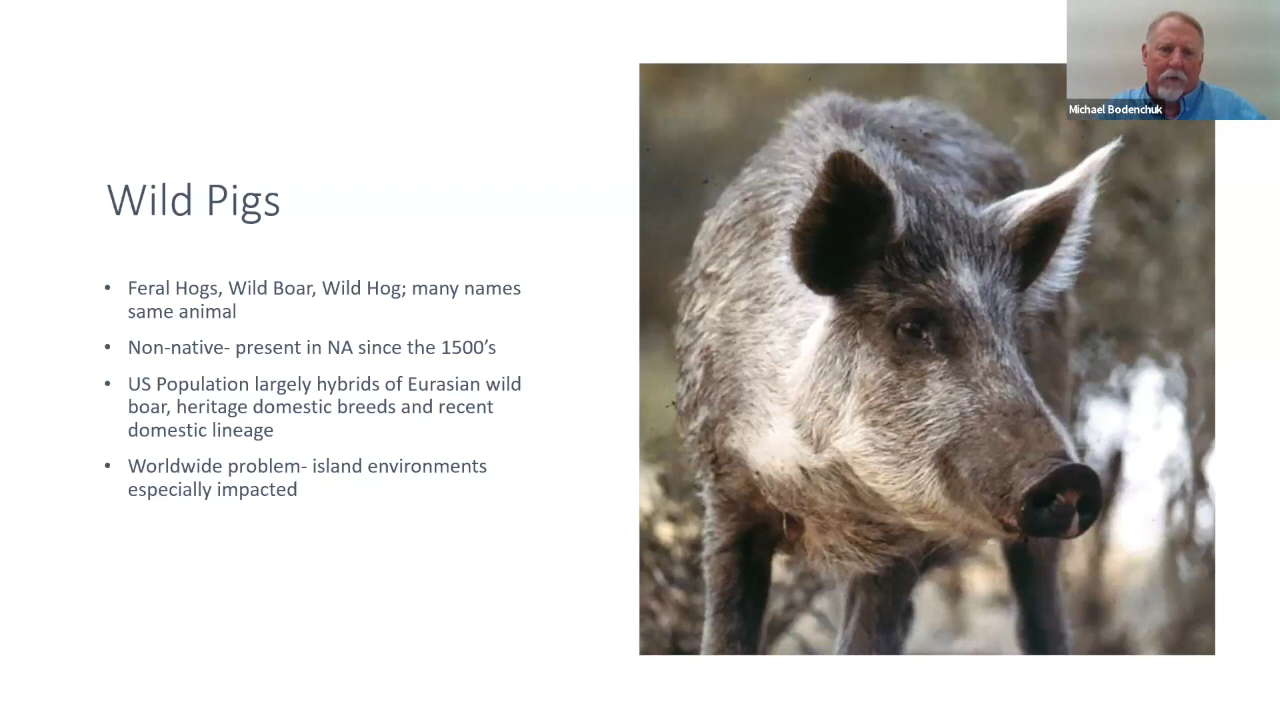 Michael Bodenchuk
Wild Pigs
• Feral Hogs, Wild Boar, Wild Hog; many names
same animal
• Non-native- present in NA since the 1500’s
• US Population largely hybrids of Eurasian wild
boar, heritage domestic breeds and recent
domestic lineage
• Worldwide problem- island environments
especially impacted